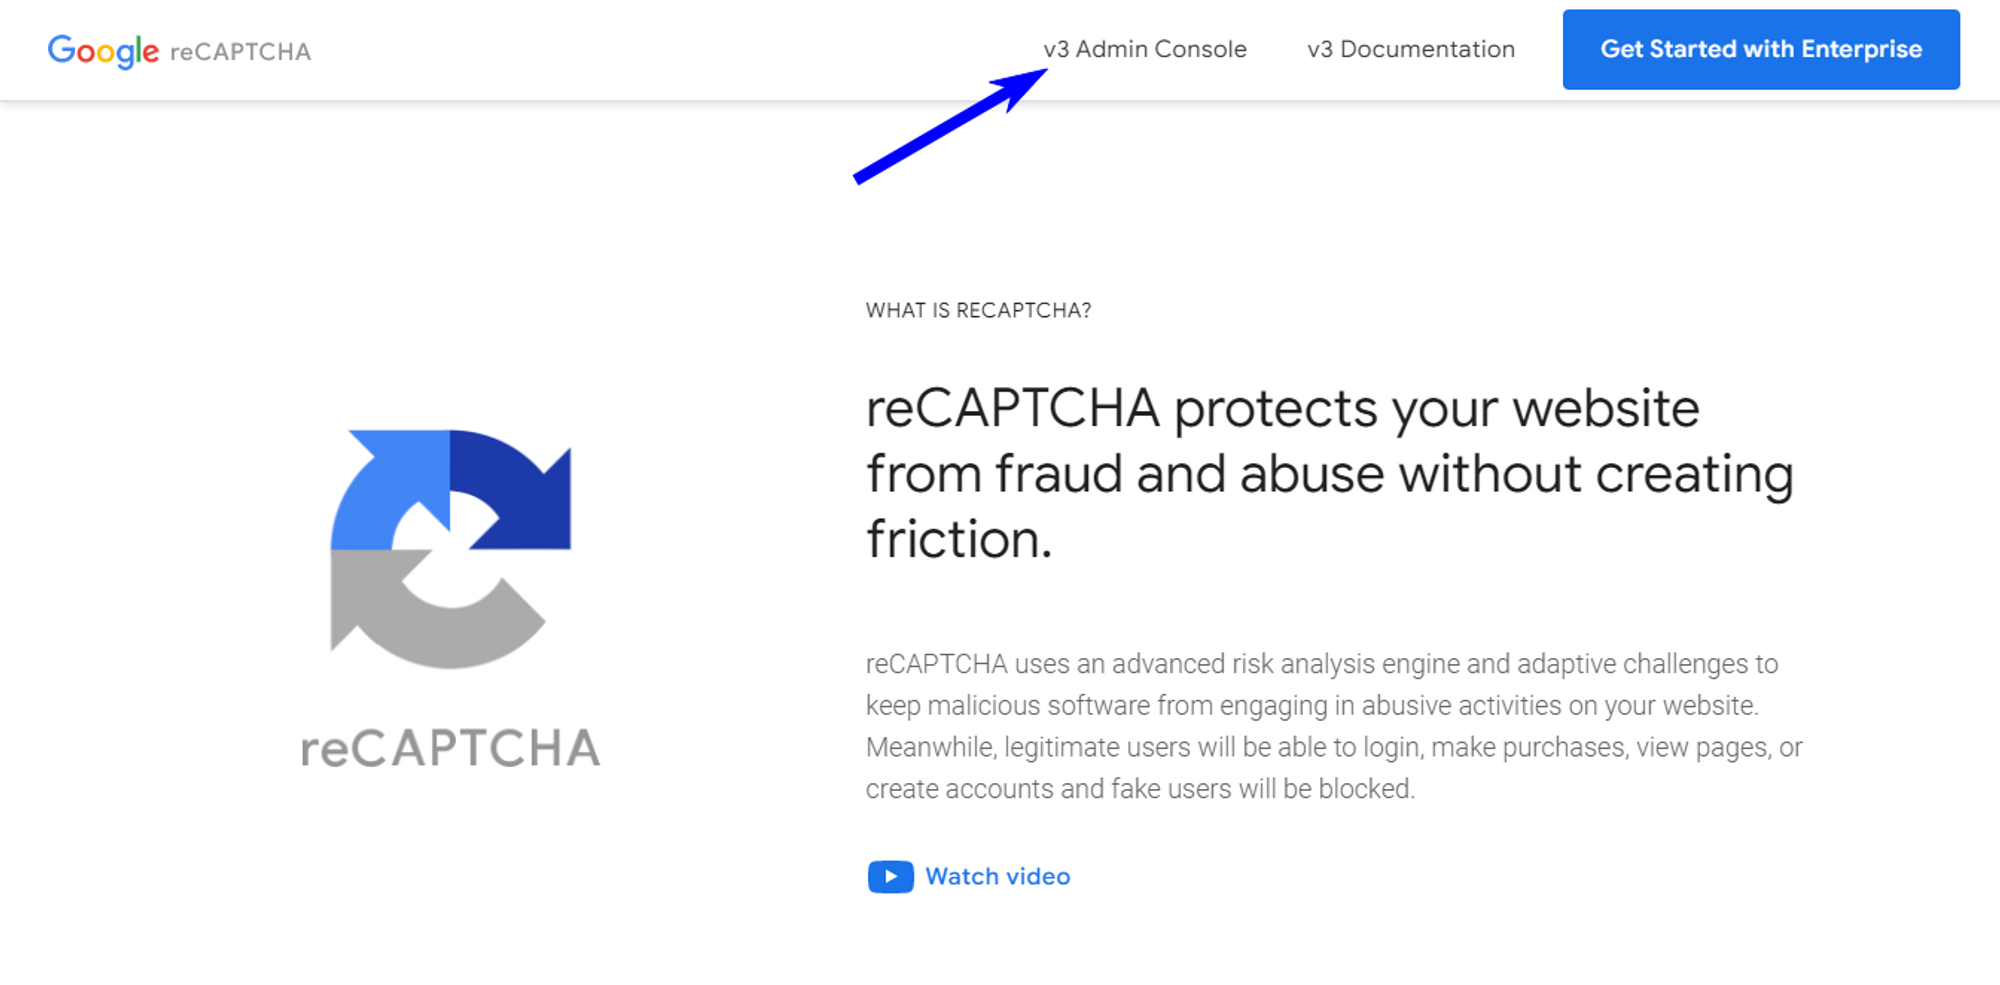 Google reCAPTCHA
v3 Admin Console
v3 Documentation
Get Started with Enterprise
WHAT IS RECAPTCHA?
reCAPTCHA protects your website
from fraud and abuse without creating
friction.
reCAPTCHA
reCAPTCHA uses an advanced risk analysis engine and adaptive challenges to
keep malicious software from engaging in abusive activities on your website.
Meanwhile, legitimate users will be able to login, make purchases, view pages, or
create accounts and fake users will be blocked.
Watch video